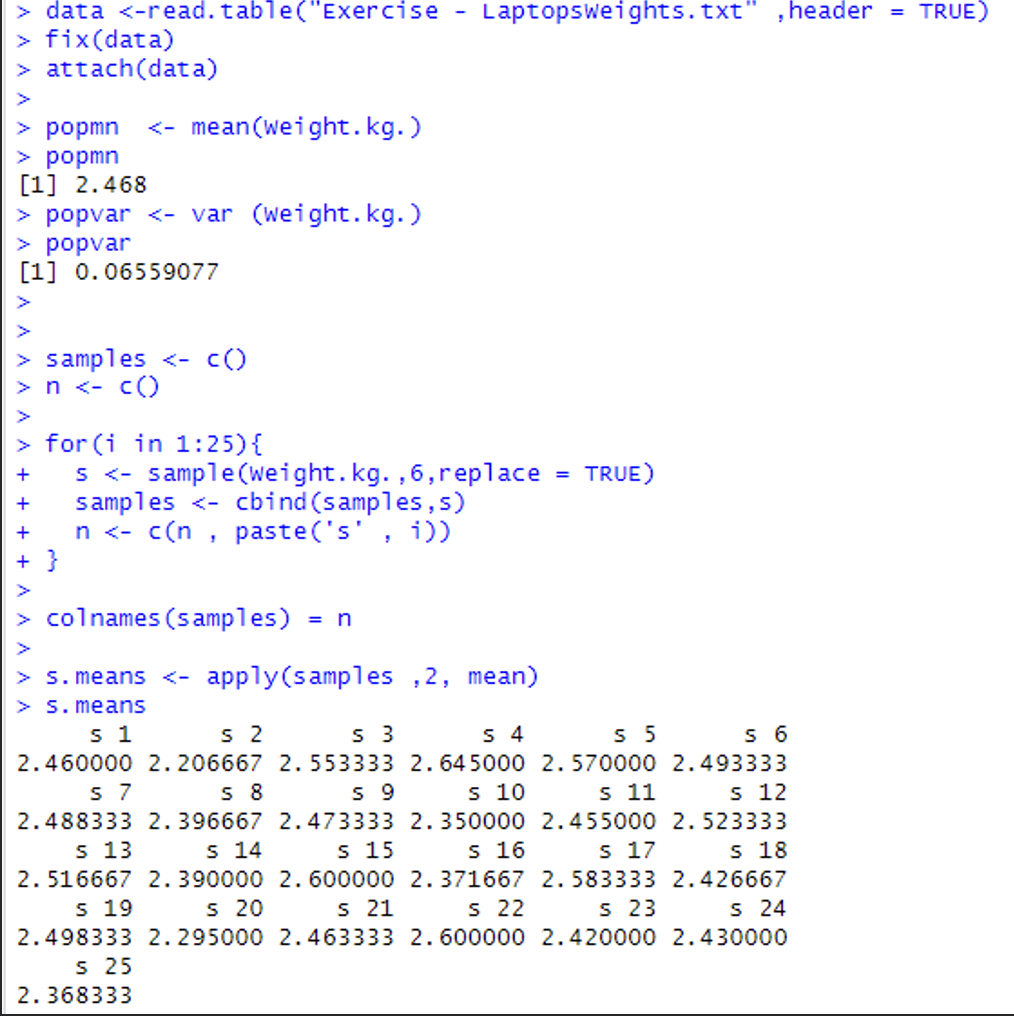 > data <-read.table("Exercise - LaptopsWeights.txt" ,header = TRUE)
> fix(data)
> attach(data)
>
> popmn  <- mean(Weight.kg.)
> popmn
[1] 2.468
> popvar <- var (Weight.kg.)
> popvar
[1] 0.06559077
>
>
> samples <- c()
> n <- c()
>
> for(i in 1:25){
+   s <- sample(Weight.kg.,6,replace = TRUE)
+   samples <- cbind(samples,s)
+   n <- c(n , paste('s' , i))
+ }
>
> colnames(samples) = n
>
> s.means <- apply(samples ,2, mean)
> s.means
     s 1      s 2      s 3      s 4      s 5      s 6
2.460000 2.206667 2.553333 2.645000 2.570000 2.493333
     s 7      s 8      s 9     s 10     s 11     s 12
2.488333 2.396667 2.473333 2.350000 2.455000 2.523333
    s 13     s 14     s 15     s 16     s 17     s 18
2.516667 2.390000 2.600000 2.371667 2.583333 2.426667
    s 19     s 20     s 21     s 22     s 23     s 24
2.498333 2.295000 2.463333 2.600000 2.420000 2.430000
    s 25
2.368333